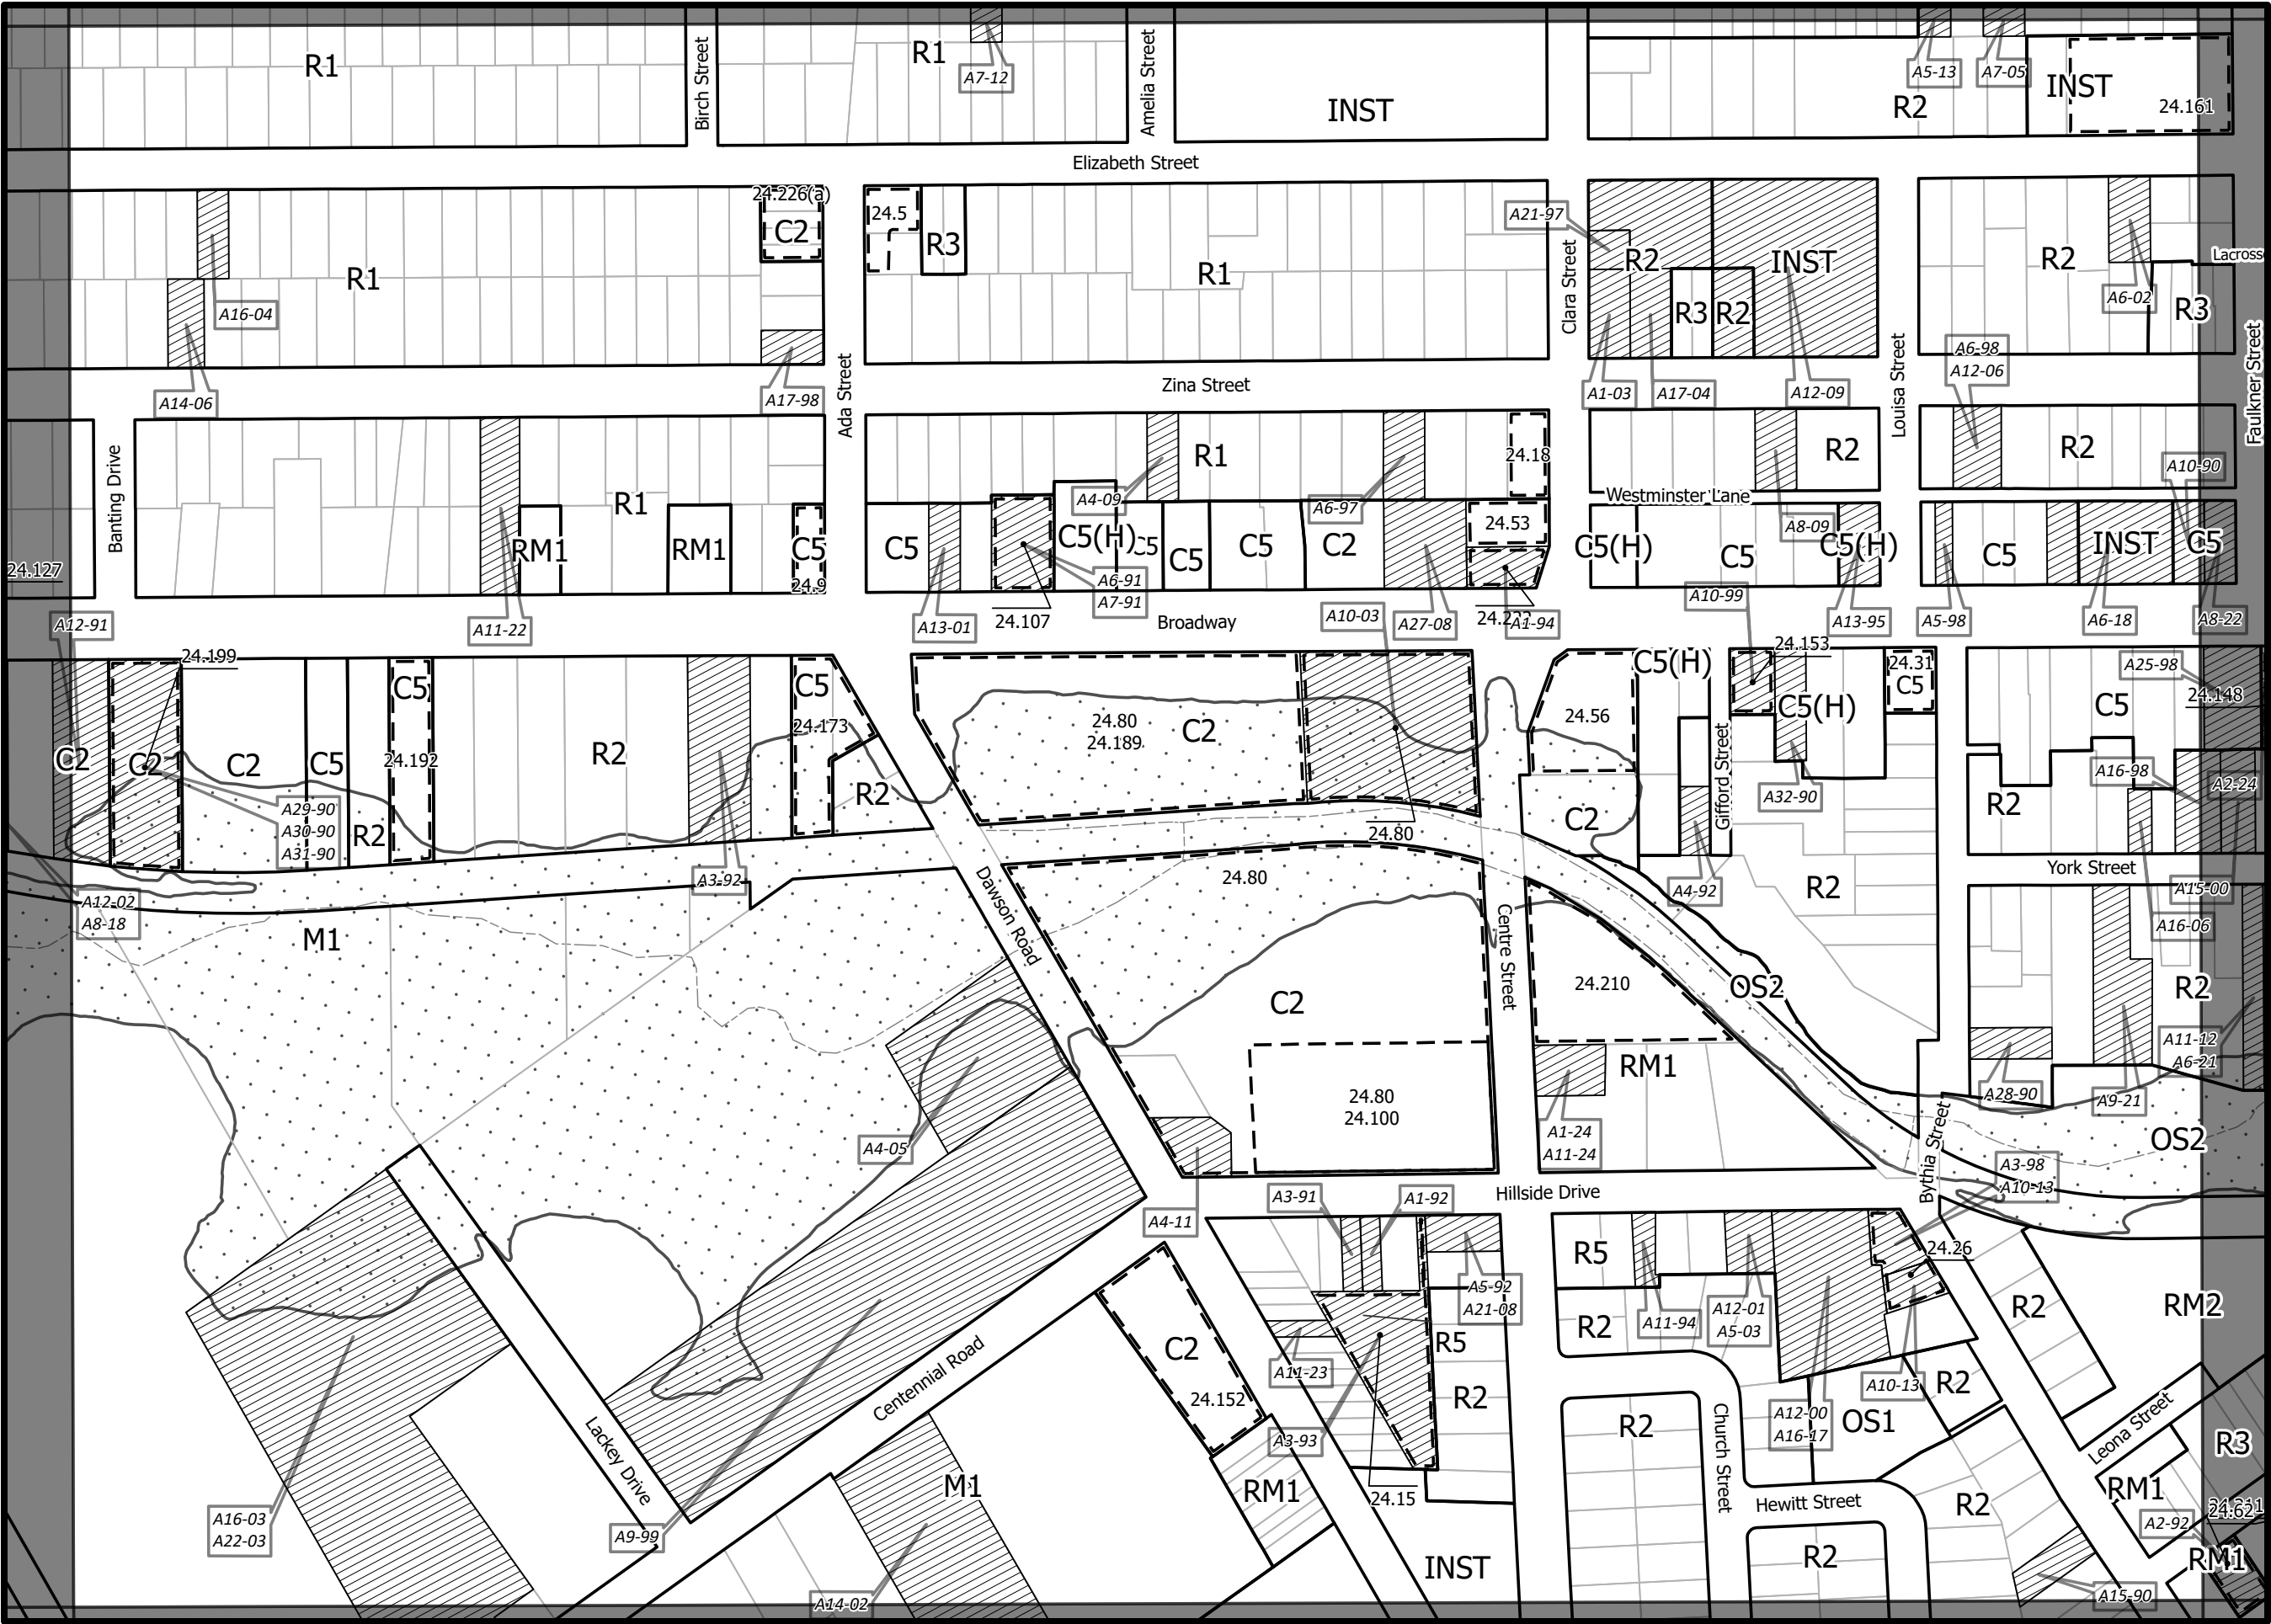 R1
Birch Street
R1
A7-12
Amelia Street
INST
A5-13
A7-05
R2
INST
24.161
Elizabeth Street
24.226(a)
C2
24.5
R3
R1
A16-04
R1
A21-97
Clara Street
R2
INST
R3
R2
R2
Lacross
A6-02
R3
A14-06
A17-98
Ada Street
Zina Street
A1-03
A17-04
A12-09
Louisa Street
A6-98
A12-06
Faulkner Street
Banting Drive
R1
A4-09
R1
A6-97
24.18
R2
R2
A10-90
Westminster Lane
24.127
RM1
RM1
C5
24.9
C5
C5(H)
C5
C5
C5
C2
24.53
C5(H)
A8-09
C5
C5(H)
C5
INST
C5
A6-91
A7-91
A12-91
A11-22
A13-01
24.107
Broadway
A10-03
A27-08
A1-94
A10-99
A13-95
A5-98
A6-18
A8-22
24.199
C2
C2
C2
C5
C5
24.192
R2
C5
24.173
R2
24.80
24.189
C2
24.56
C5(H)
24.153
C5(H)
24.31
C5
A25-98
24.148
C5
A29-90
A30-90
A31-90
R2
24.80
C2
Gifford Street
A32-90
R2
A16-98
A2-24
A12-02
A8-18
A3-92
24.80
A4-92
R2
York Street
A15-00
A16-06
M1
Dawson Road
Centre Street
C2
24.210
OS2
R2
A11-12
A6-21
RM1
A28-90
A9-21
24.80
24.100
A4-05
A1-24
A11-24
Bythia Street
OS2
A3-98
A10-13
A4-11
A3-91
A1-92
Hillside Drive
24.26
A5-92
A21-08
R5
R2
A11-94
A12-01
A5-03
R2
RM2
Centennial Road
C2
24.152
A11-23
R5
R2
A10-13
R2
A12-00
A16-17
OS1
A3-93
Lackey Drive
R2
Church Street
Leona Street
R3
A16-03
A22-03
A9-99
M1
RM1
24.15
Hewitt Street
R2
RM1
A2-92
RM1
INST
R2
A14-02
A15-90